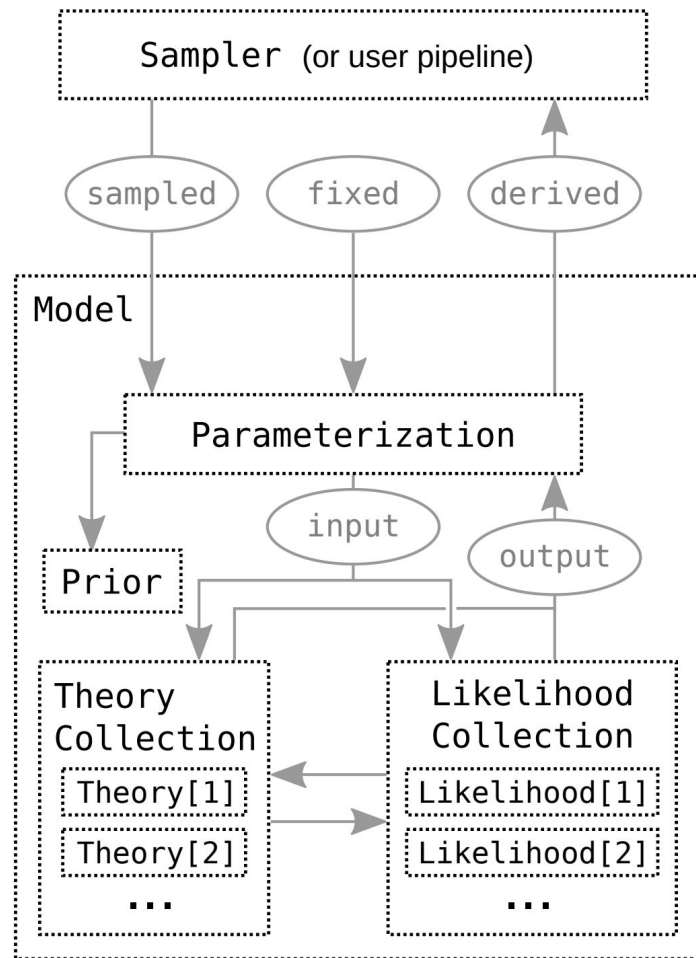 Sampler (or user pipeline)
sampled
fixed
derived
Model
Parameterization
input
output
Prior
Theory
Collection
Theory[1]
Theory[2]
...
Likelihood
Collection
Likelihood[1]
Likelihood[2]
...